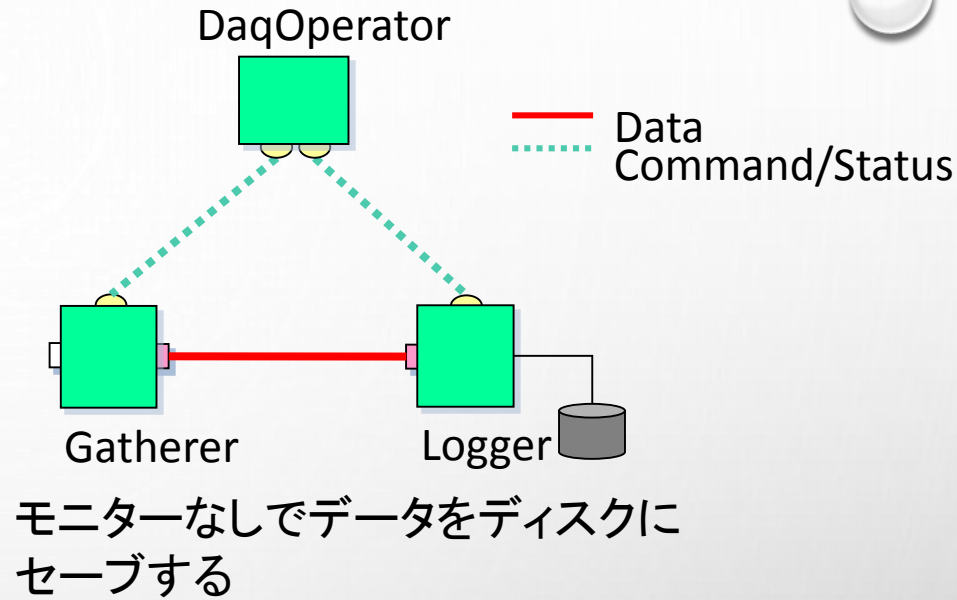 DaqOperator
Data
Command/Status
Gatherer
Logger
モニターなしでデータをディスクに
セーブする